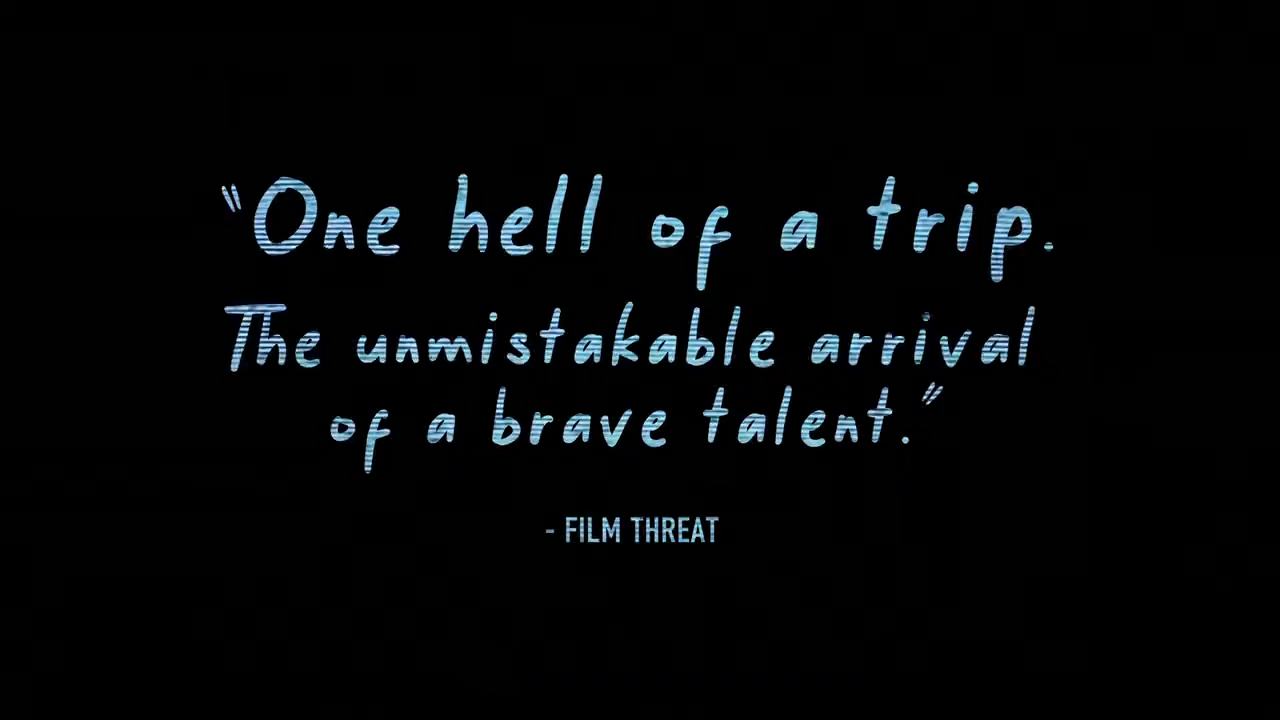 "One hell of a trip.
The unmistakable arrival
of a brave talent."
- FILM THREAT